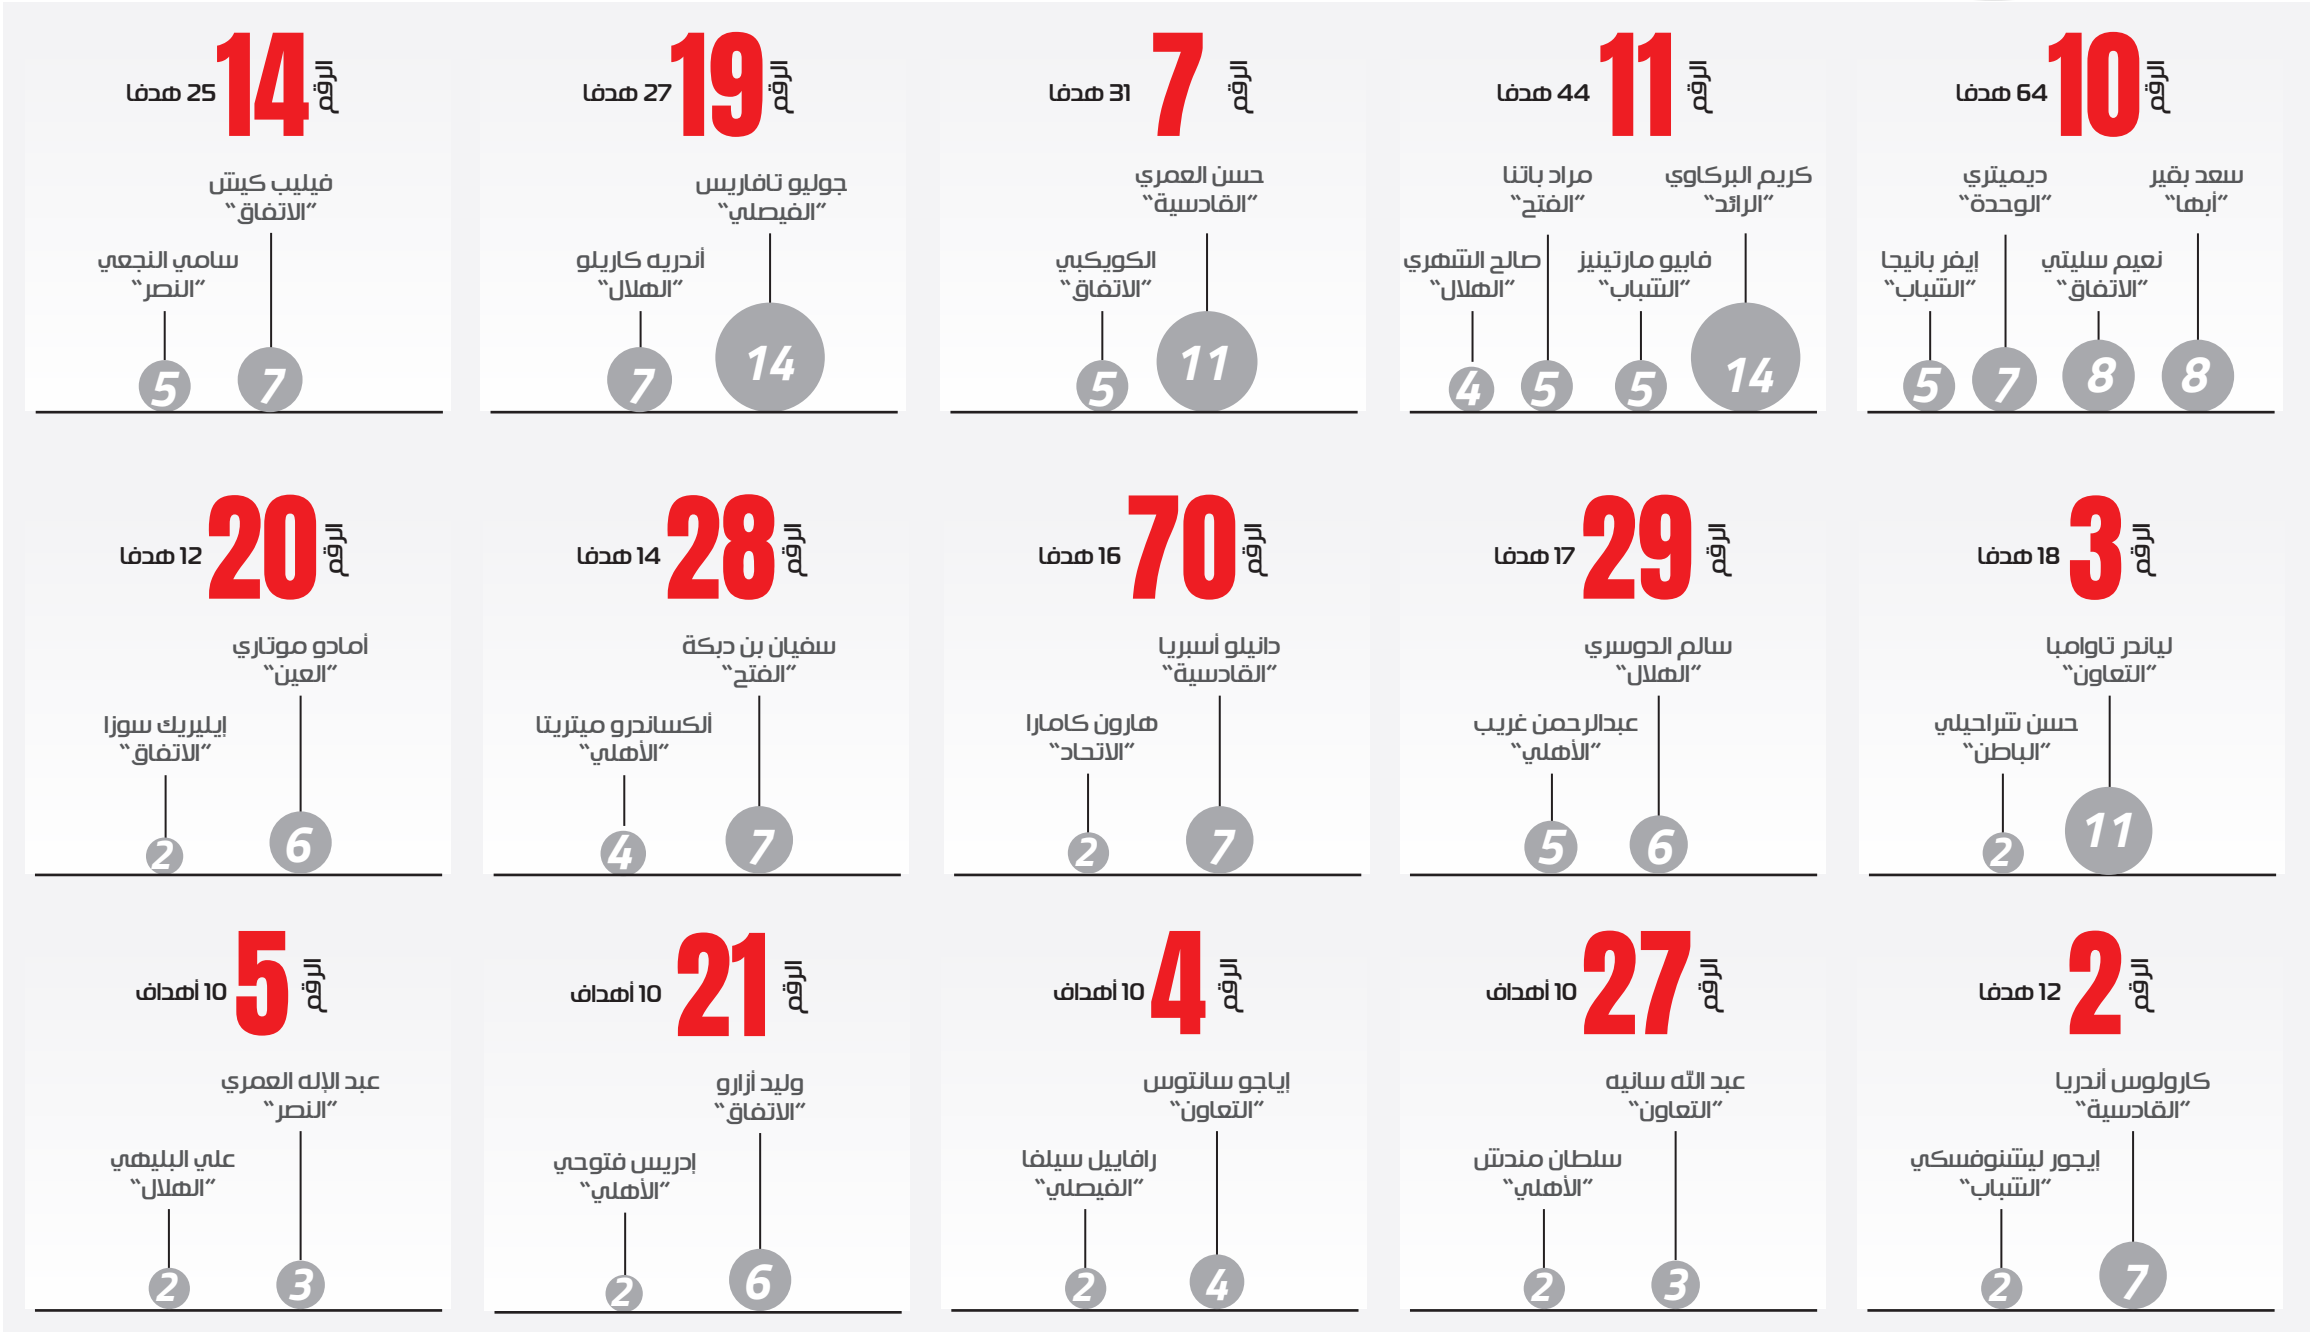 الرقم 10 64 هدفا
سعد بقير
"أبها"
8
نعيم سليتي
"الاتفاق"
8
ديميتري
"الوحدة"
7
إيفر بانيجا
"الشباب"
5
الرقم 11 44 هدفا
كريم البركاوي
"الرائد"
14
فابيو مارتينيز
"الشباب"
5
مراد باتنا
"الفتح"
5
صالح الشهري
"الهلال"
4
الرقم 7 31 هدفا
حسن العمري
"القادسية"
11
الكويكبي
"الاتفاق"
5
الرقم 19 27 هدفا
جوليو تافاريس
"الفيصلي"
14
أندريه كاريلو
"الهلال"
7
الرقم 14 25 هدفا
فيليب كيش
"الاتفاق"
7
سامي النجعي
"النصر"
5
الرقم 3 18 هدفا
لياندر تاوامبا
"التعاون"
11
حسن شراحيلي
"الباطن"
2
الرقم 29 17 هدفا
سالم الدوسري
"الهلال"
6
عبدالرحمن غريب
"الأهلي"
5
الرقم 70 16 هدفا
دانيلو أسبريا
"القادسية"
7
هارون كامارا
"الاتحاد"
2
الرقم 28 14 هدفا
سفيان بن دبكة
"الفتح"
7
ألكساندرو ميتريتا
"الأهلي"
4
الرقم 20 12 هدفا
أمادو موتاري
"العين"
6
إيليريك سوزا
"الاتفاق"
2
الرقم 2 12 هدفا
كارولوس أندريا
"القادسية"
7
إيجور ليشنوفسكي
"الشباب"
2
الرقم 27 10 أهداف
عبد الله سانيه
"التعاون"
3
سلطان مندش
"الأهلي"
2
الرقم 4 10 أهداف
إياجو سانتوس
"التعاون"
4
رافاييل سيلفا
"الفيصلي"
2
الرقم 21 10 أهداف
وليد أزارو
"الاتفاق"
6
إدريس فتوحي
"الأهلي"
2
الرقم 5 10 أهداف
عبد الإله العمري
"النصر"
3
علي البليهي
"الهلال"
2